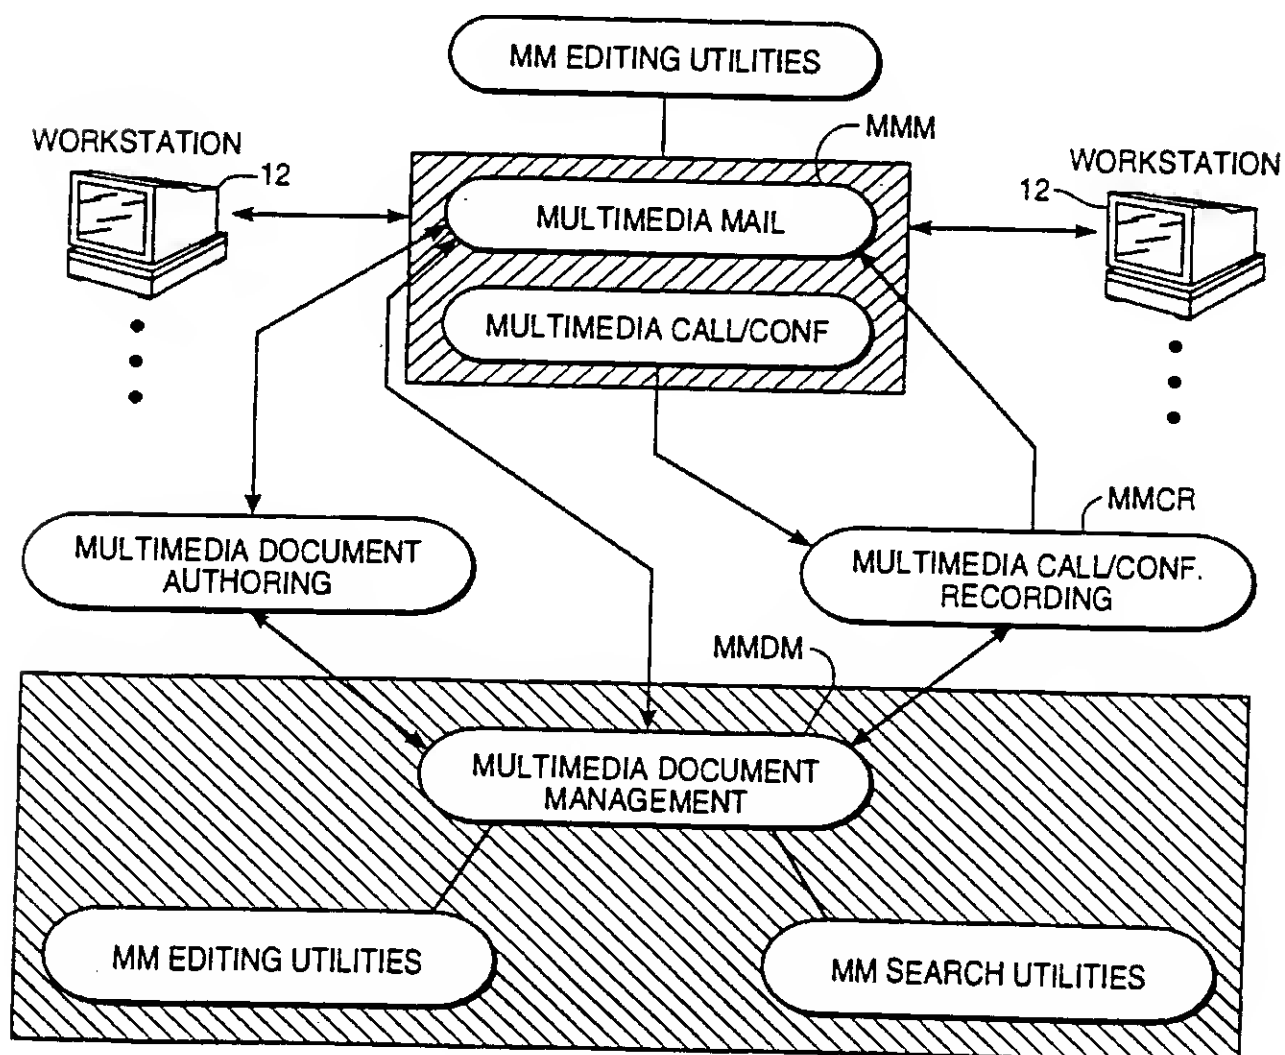 MM EDITING UTILITIES
MMM
WORKSTATION
12
WORKSTATION
12
MULTIMEDIA MAIL
MULTIMEDIA CALL/CONF
MMCR
MULTIMEDIA DOCUMENT
AUTHORING
MULTIMEDIA CALL/CONF.
RECORDING
MMDM
MULTIMEDIA DOCUMENT
MANAGEMENT
MM EDITING UTILITIES
MM SEARCH UTILITIES